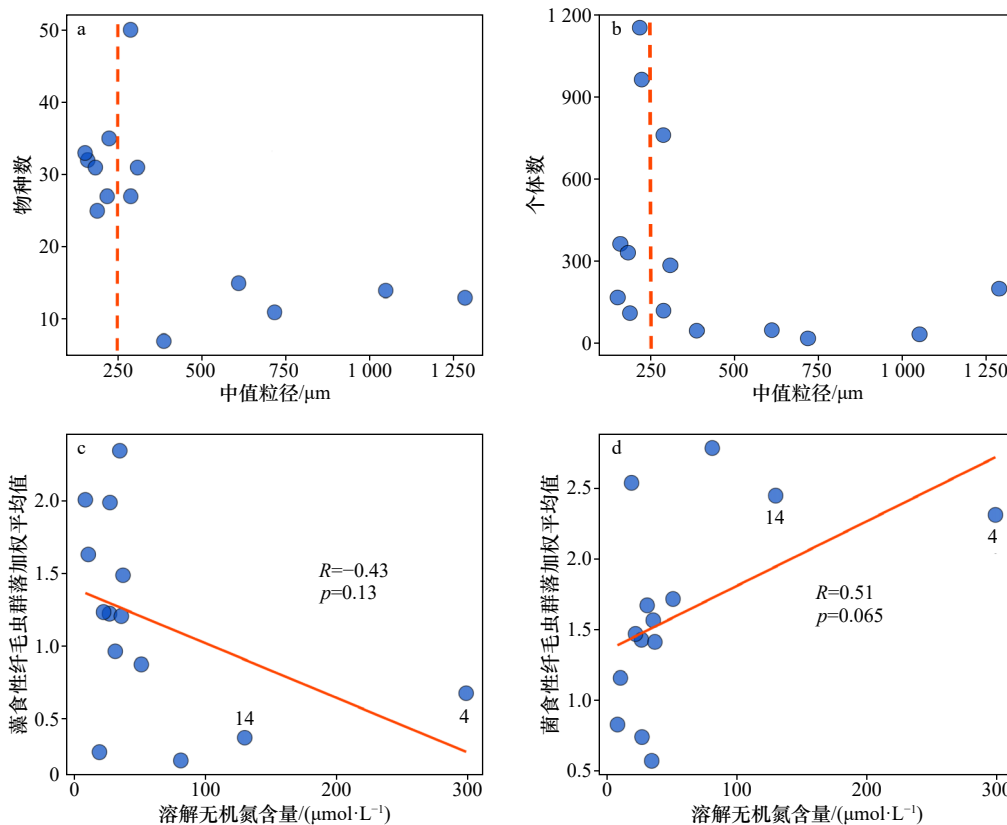 a
50
40
30
20
10
物种数
250
500
750
1 000
1 250
中值粒径/μm
b
1 200
900
600
300
0
个体数
250
500
750
1 000
1 250
中值粒径/μm
c
2.0
1.5
1.0
0.5
0
藻食性纤毛虫群落加权平均值
R=−0.43
p=0.13
14
4
0
100
200
300
溶解无机氮含量/(μmol·L⁻¹)
d
2.5
2.0
1.5
1.0
0.5
菌食性纤毛虫群落加权平均值
14
4
R=0.51
p=0.065
0
100
200
300
溶解无机氮含量/(μmol·L⁻¹)